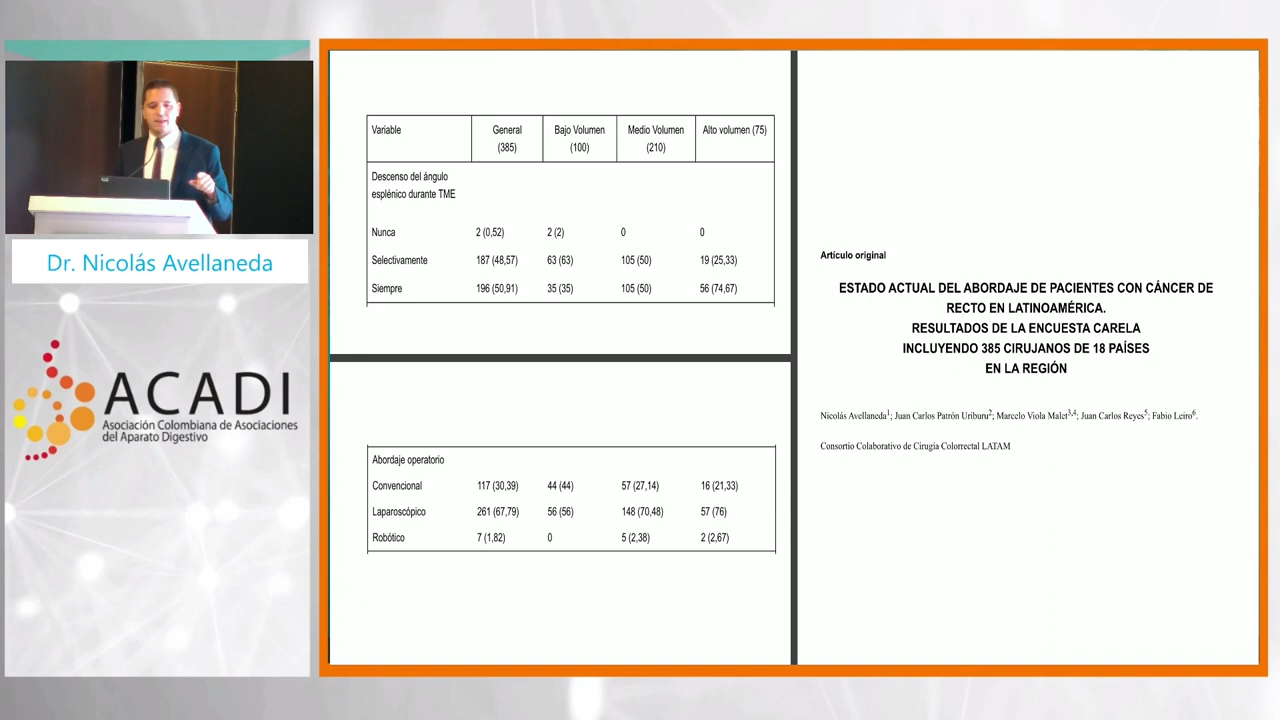 Dr. Nicolás Avellaneda
ACADI
Asociación Colombiana de Asociaciones
del Aparato Digestivo
Variable General Bajo Volumen Medio Volumen Alto volumen (75)
(385) (100) (210)
Descenso del ángulo
esplénico durante TME
Nunca 2 (0,52) 2 (2) 0 0
Selectivamente 187 (48,57) 63 (63) 105 (50) 19 (25,33)
Siempre 196 (50,91) 35 (35) 105 (50) 56 (74,67)
Abordaje operatorio
Convencional 117 (30,39) 44 (44) 57 (27,14) 16 (21,33)
Laparoscópico 261 (67,79) 56 (56) 148 (70,48) 57 (76)
Robótico 7 (1,82) 0 5 (2,38) 2 (2,67)
Artículo original
ESTADO ACTUAL DEL ABORDAJE DE PACIENTES CON CÁNCER DE
RECTO EN LATINOAMÉRICA.
RESULTADOS DE LA ENCUESTA CARELA
INCLUYENDO 385 CIRUJANOS DE 18 PAÍSES
EN LA REGIÓN
Nicolás Avellaneda1; Juan Carlos Patrón Uriburu2; Marcelo Viola Malet3,4; Juan Carlos Reyes5; Fabio Leiro6.
Consortio Colaborativo de Cirugía Colorrectal LATAM